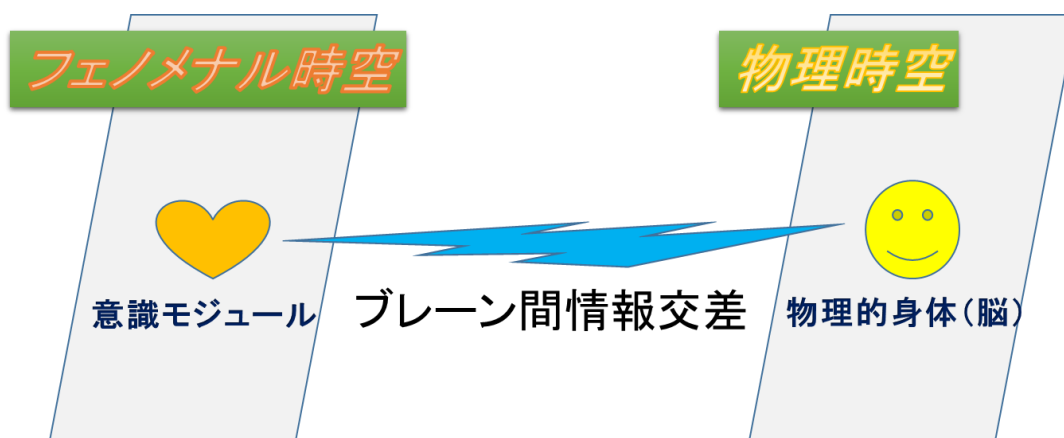 フェノメナル時空
物理時空
意識モジュール
ブレーン間情報交差
物理的身体(脳)